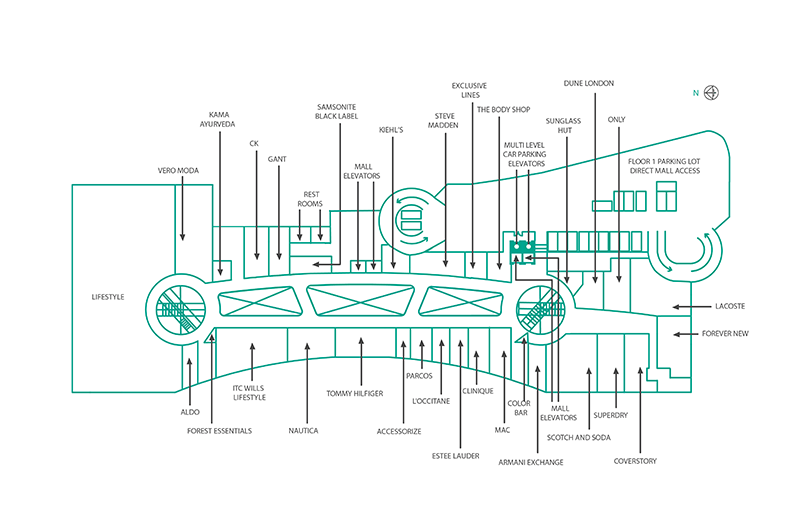 EXCLUSIVE
LINES
DUNE LONDON
N
SAMSONITE
BLACK LABEL
KAMA
AYURVEDA
STEVE
MADDEN
THE BODY SHOP
SUNGLASS
HUT
ONLY
KIEHL'S
CK
GANT
MULTI LEVEL
CAR PARKING
ELEVATORS
FLOOR 1 PARKING LOT
DIRECT MALL ACCESS
VERO MODA
MALL
ELEVATORS
REST
ROOMS
LIFESTYLE
LACOSTE
FOREVER NEW
PARCOS
ITC WILLS
LIFESTYLE
TOMMY HILFIGER
CLINIQUE
L'OCCITANE
ALDO
COLOR
BAR
MALL
ELEVATORS
SUPERDRY
FOREST ESSENTIALS
NAUTICA
ACCESSORIZE
MAC
SCOTCH AND SODA
ESTEE LAUDER
ARMANI EXCHANGE
COVERSTORY